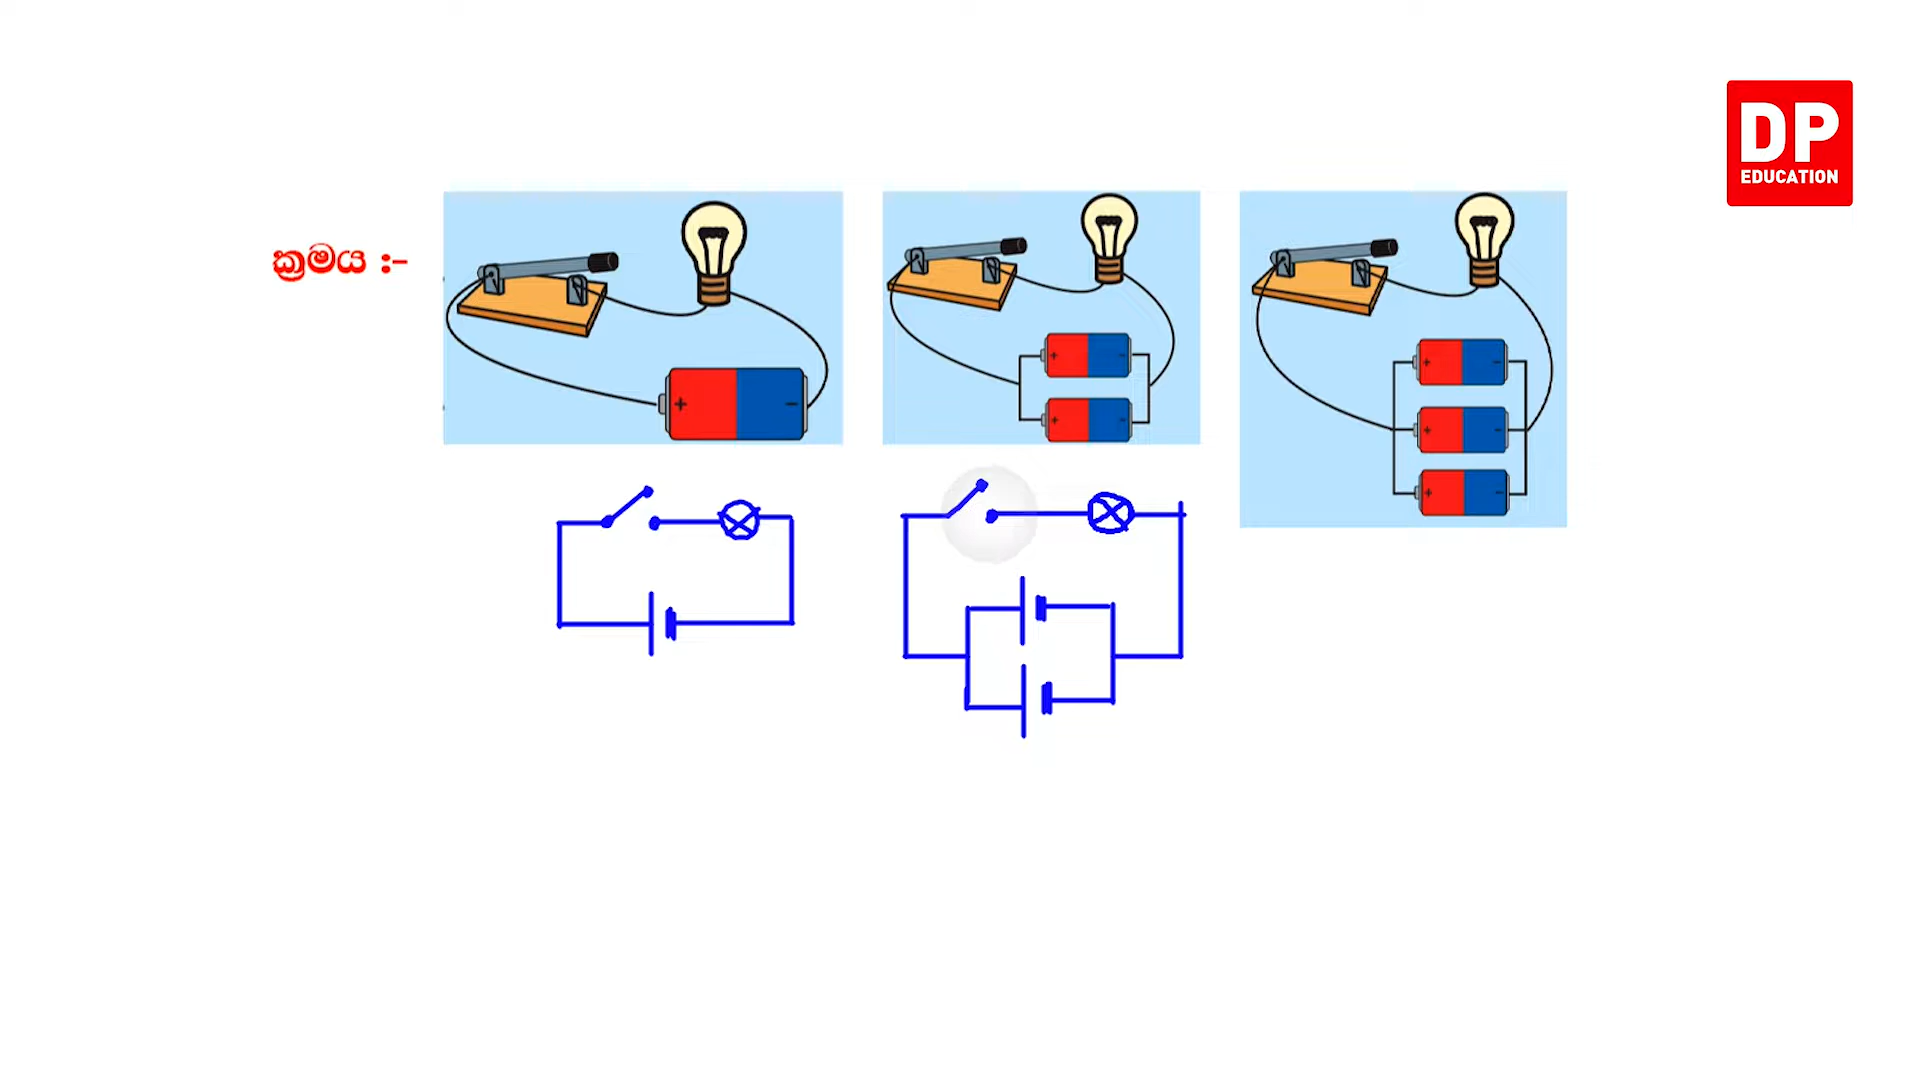 DP
EDUCATION
ක්‍රමය :-
+ -
+ -
+ -
+ -
+ -
+ -